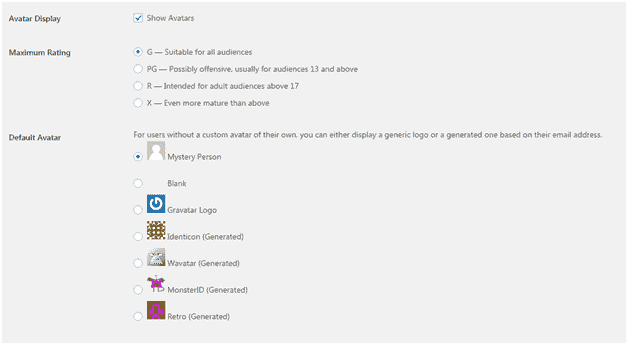 Avatar Display
Show Avatars
Maximum Rating
G — Suitable for all audiences
PG — Possibly offensive, usually for audiences 13 and above
R — Intended for adult audiences above 17
X — Even more mature than above
Default Avatar
For users without a custom avatar of their own, you can either display a generic logo or a generated one based on their email address.
Mystery Person
Blank
Gravatar Logo
Identicon (Generated)
Wavatar (Generated)
MonsterID (Generated)
Retro (Generated)